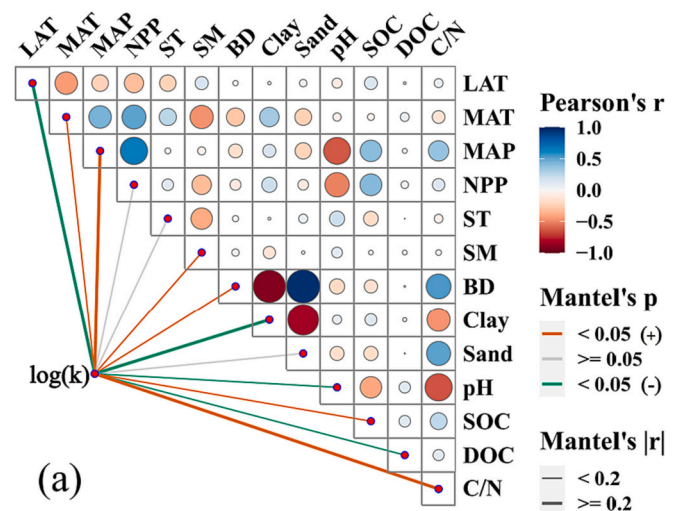 LAT MAT MAP NPP ST SM BD Clay Sand pH SOC DOC C/N
LAT
MAT
MAP
NPP
ST
SM
BD
Clay
Sand
pH
SOC
DOC
C/N
log(k)
(a)
Pearson's r
1.0
0.5
0.0
−0.5
−1.0
Mantel's p
< 0.05 (+)
>= 0.05
< 0.05 (-)
Mantel's |r|
< 0.2
>= 0.2